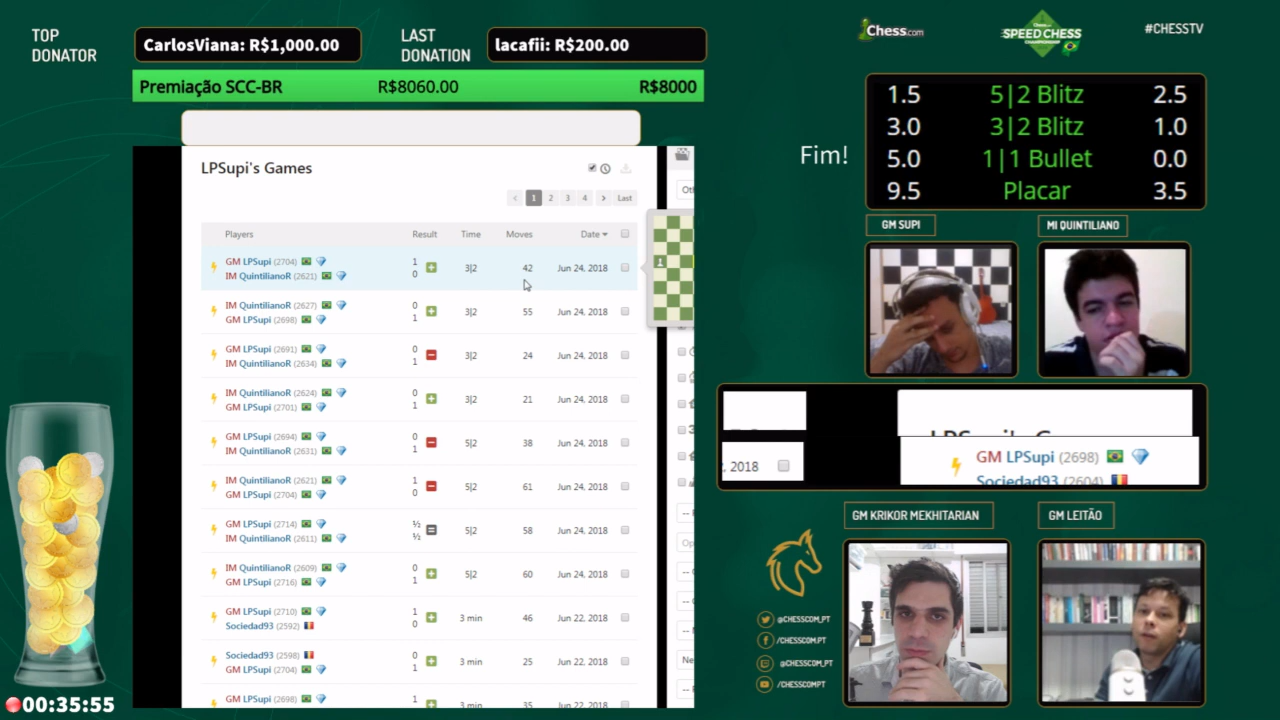 TOP DONATOR
CarlosViana: R$1,000.00
LAST DONATION
lacafii: R$200.00
Premiação SCC-BR R$8060.00 R$8000
Chess.com
Chess.com
SPEED CHESS
CHAMPIONSHIP
#CHESSTV
1.5 5|2 Blitz 2.5
3.0 3|2 Blitz 1.0
5.0 1|1 Bullet 0.0
9.5 Placar 3.5
Fim!
LPSupi's Games
< 1 2 3 4 > Last
Players Result Time Moves Date
GM LPSupi (2704) 1
IM QuintilianoR (2621) 0
3|2 42 Jun 24, 2018
IM QuintilianoR (2627) 0
GM LPSupi (2698) 1
3|2 55 Jun 24, 2018
GM LPSupi (2691) 0
IM QuintilianoR (2634) 1
3|2 24 Jun 24, 2018
IM QuintilianoR (2624) 0
GM LPSupi (2701) 1
3|2 21 Jun 24, 2018
GM LPSupi (2694) 0
IM QuintilianoR (2631) 1
5|2 38 Jun 24, 2018
IM QuintilianoR (2621) 1
GM LPSupi (2704) 0
5|2 61 Jun 24, 2018
GM LPSupi (2714) ½
IM QuintilianoR (2611) ½
5|2 58 Jun 24, 2018
IM QuintilianoR (2609) 0
GM LPSupi (2716) 1
5|2 60 Jun 24, 2018
GM LPSupi (2710) 1
Sociedad93 (2592) 0
3 min 46 Jun 22, 2018
Sociedad93 (2598) 0
GM LPSupi (2704) 1
3 min 25 Jun 22, 2018
GM LPSupi (2698) 1
3 min 35 Jun 22, 2018
1
GM SUPI
MI QUINTILIANO
, 2018
GM LPSupi (2698)
Sociedad93 (2604)
GM KRIKOR MEKHITARIAN
GM LEITÃO
@CHESSCOM_PT
/CHESSCOMPT
@CHESSCOM_PT
/CHESSCOMPT
00:35:55